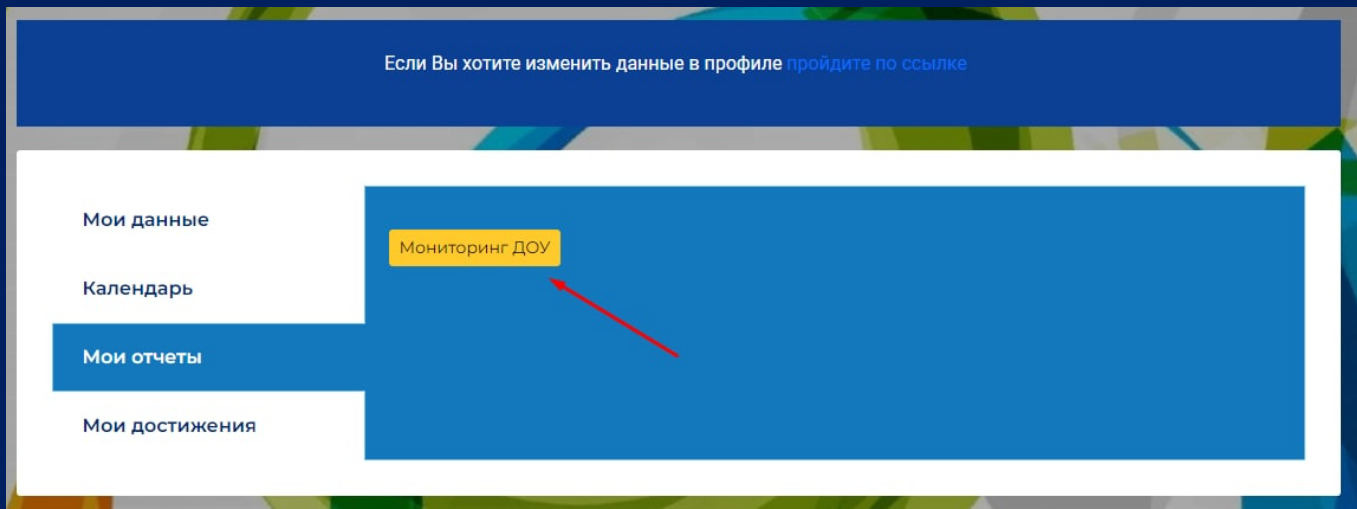 Если Вы хотите изменить данные в профиле пройдите по ссылке
Мои данные
Календарь
Мои отчеты
Мои достижения
Мониторинг ДОУ